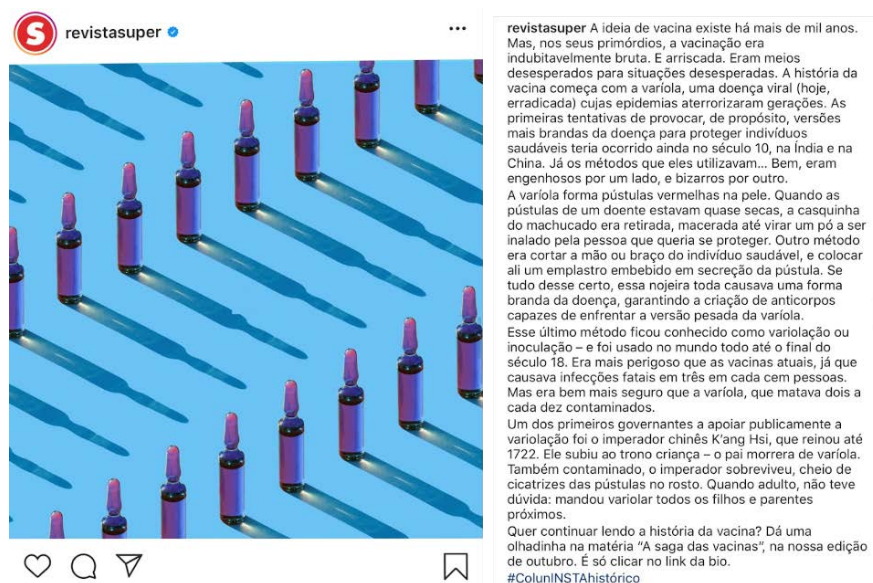 S revistasuper
revistasuper A ideia de vacina existe há mais de mil anos.
Mas, nos seus primórdios, a vacinação era
indubitavelmente bruta. E arriscada. Eram meios
desesperados para situações desesperadas. A história da
vacina começa com a varíola, uma doença viral (hoje,
erradicada) cujas epidemias aterrorizaram gerações. As
primeiras tentativas de provocar, de propósito, versões
mais brandas da doença para proteger indivíduos
saudáveis teria ocorrido ainda no século 10, na Índia e na
China. Já os métodos que eles utilizavam... Bem, eram
engenhosos por um lado, e bizarros por outro.
A varíola forma pústulas vermelhas na pele. Quando as
pústulas de um doente estavam quase secas, a casquinha
do machucado era retirada, macerada até virar um pó a ser
inalado pela pessoa que queria se proteger. Outro método
era cortar a mão ou braço do indivíduo saudável, e colocar
ali um emplastro embebido em secreção da pústula. Se
tudo desse certo, essa nojeira toda causava uma forma
branda da doença, garantindo a criação de anticorpos
capazes de enfrentar a versão pesada da varíola.
Esse último método ficou conhecido como variolação ou
inoculação – e foi usado no mundo todo até o final do
século 18. Era mais perigoso que as vacinas atuais, já que
causava infecções fatais em três em cada cem pessoas.
Mas era bem mais seguro que a varíola, que matava dois a
cada dez contaminados.
Um dos primeiros governantes a apoiar publicamente a
variolação foi o imperador chinês K'ang Hsi, que reinou até
1722. Ele subiu ao trono criança – o pai morrera de varíola.
Também contaminado, o imperador sobreviveu, cheio de
cicatrizes das pústulas no rosto. Quando adulto, não teve
dúvida: mandou variolar todos os filhos e parentes
próximos.
Quer continuar lendo a história da vacina? Dá uma
olhadinha na matéria “A saga das vacinas”, na nossa edição
de outubro. É só clicar no link da bio.
#ColunINSTAhistórico